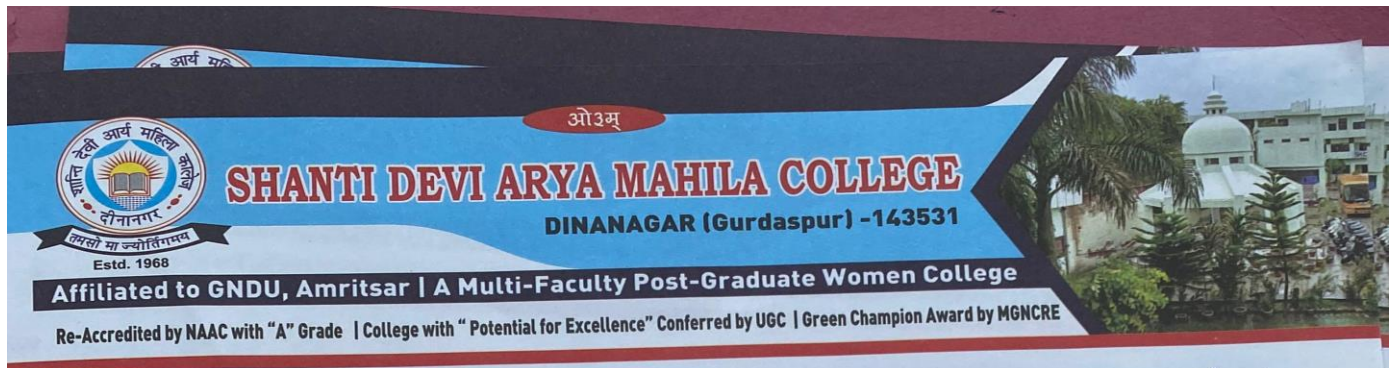 आर्य
ओ३म्
शान्ति देवी आर्य महिला कालेज
दीनानगर
तमसो मा ज्योर्तिगमय
Estd. 1968
SHANTI DEVI ARYA MAHILA COLLEGE
DINANAGAR (Gurdaspur) -143531
Affiliated to GNDU, Amritsar | A Multi-Faculty Post-Graduate Women College
Re-Accredited by NAAC with "A" Grade | College with " Potential for Excellence" Conferred by UGC | Green Champion Award by MGNCRE